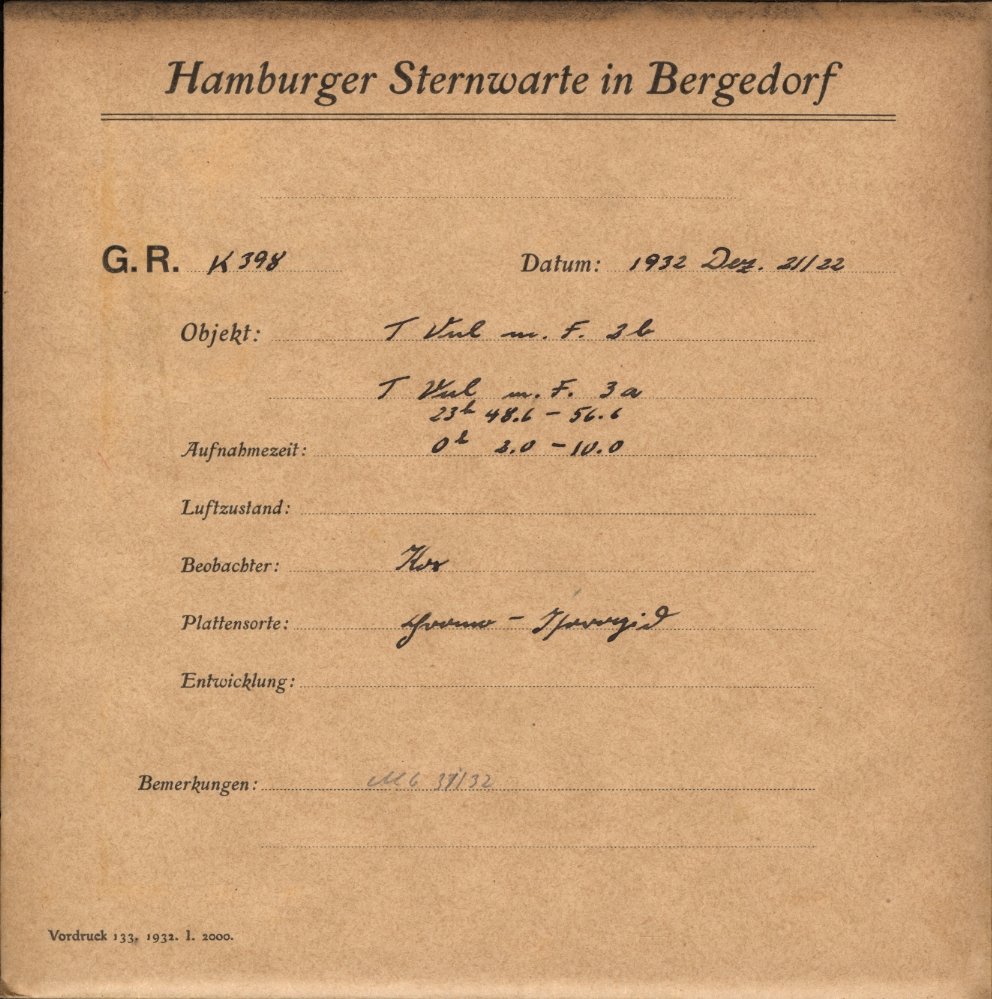 Hamburger Sternwarte in Bergedorf
G. R. K 398 Datum: 1932 Dez. 21/22
Objekt: T Vul m. F. 2b
T Vul m. F. 3a
23h 48.6 - 56.6
Aufnahmezeit: 0h 2.0 - 10.0
Luftzustand:
Beobachter:
Plattensorte: Chromo -
Entwicklung:
Bemerkungen:
Vordruck 133. 1932. I. 2000.